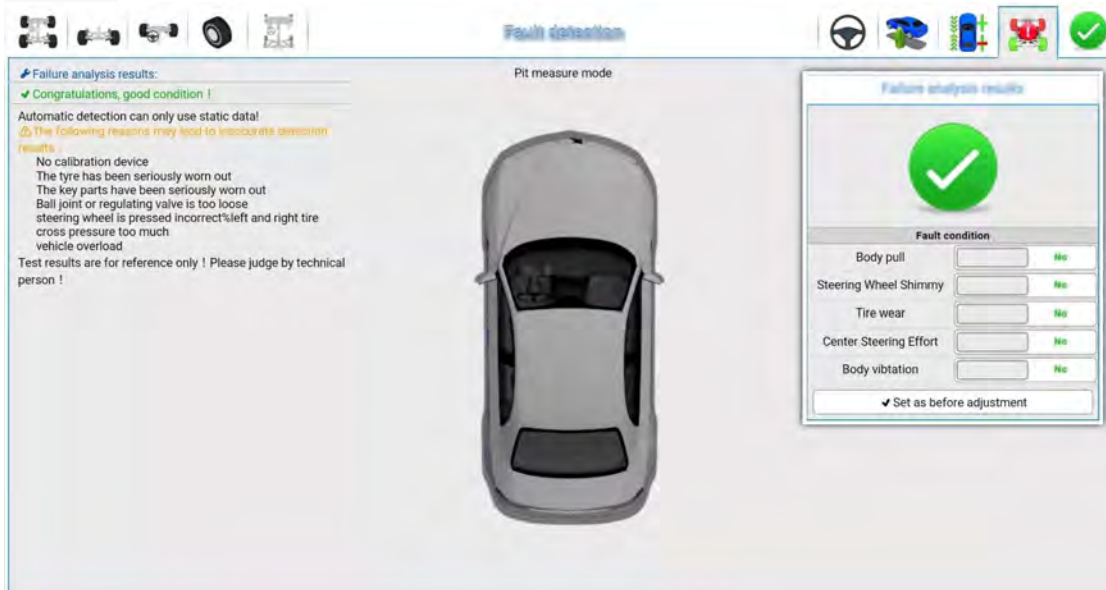 Fault detection
Failure analysis results:
Congratulations, good condition !
Automatic detection can only use static data!
The following reasons may lead to inaccurate detection
results
No calibration device
The tyre has been seriously worn out
The key parts have been seriously worn out
Ball joint or regulating valve is too loose
steering wheel is pressed incorrect%left and right tire
cross pressure too much
vehicle overload
Test results are for reference only ! Please judge by technical
person !
Pit measure mode
Failure analysis results
Fault condition
Body pull No
Steering Wheel Shimmy No
Tire wear No
Center Steering Effort No
Body vibtation No
Set as before adjustment